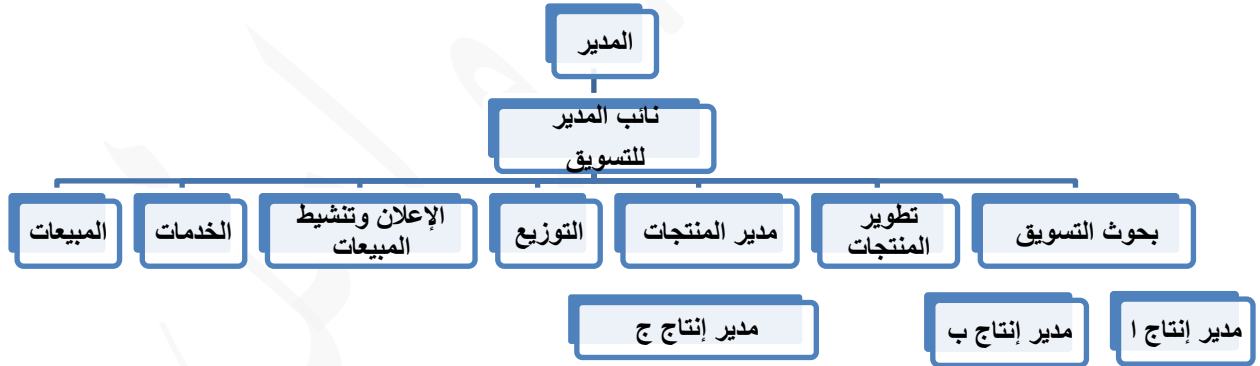 المدير
نائب المدير
للتسويق
بحوث التسويق
تطوير
المنتجات
مدير المنتجات
التوزيع
الإعلان وتنشيط
المبيعات
الخدمات
المبيعات
مدير إنتاج ا
مدير إنتاج ب
مدير إنتاج ج